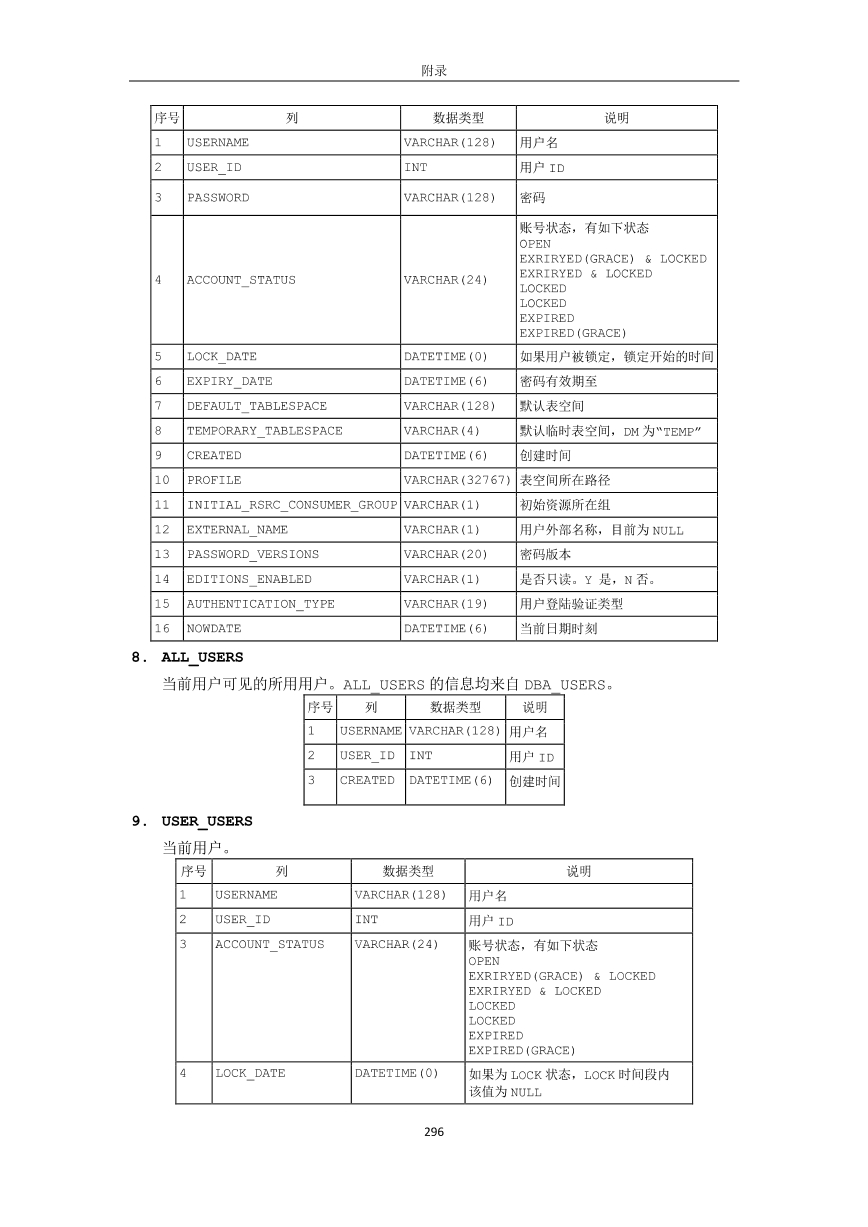 附录
序号 列 数据类型 说明
1 USERNAME VARCHAR(128) 用户名
2 USER_ID INT 用户 ID
3 PASSWORD VARCHAR(128) 密码
4 ACCOUNT_STATUS VARCHAR(24) 账号状态，有如下状态
OPEN
EXRIRYED(GRACE) & LOCKED
EXRIRYED & LOCKED
LOCKED
LOCKED
EXPIRED
EXPIRED(GRACE)
5 LOCK_DATE DATETIME(0) 如果用户被锁定，锁定开始的时间
6 EXPIRY_DATE DATETIME(6) 密码有效期至
7 DEFAULT_TABLESPACE VARCHAR(128) 默认表空间
8 TEMPORARY_TABLESPACE VARCHAR(4) 默认临时表空间，DM 为“TEMP”
9 CREATED DATETIME(6) 创建时间
10 PROFILE VARCHAR(32767) 表空间所在路径
11 INITIAL_RSRC_CONSUMER_GROUP VARCHAR(1) 初始资源所在组
12 EXTERNAL_NAME VARCHAR(1) 用户外部名称，目前为 NULL
13 PASSWORD_VERSIONS VARCHAR(20) 密码版本
14 EDITIONS_ENABLED VARCHAR(1) 是否只读。Y 是，N 否。
15 AUTHENTICATION_TYPE VARCHAR(19) 用户登陆验证类型
16 NOWDATE DATETIME(6) 当前日期时刻
8. ALL_USERS
当前用户可见的所用用户。ALL_USERS 的信息均来自 DBA_USERS。
序号 列 数据类型 说明
1 USERNAME VARCHAR(128) 用户名
2 USER_ID INT 用户 ID
3 CREATED DATETIME(6) 创建时间
9. USER_USERS
当前用户。
序号 列 数据类型 说明
1 USERNAME VARCHAR(128) 用户名
2 USER_ID INT 用户 ID
3 ACCOUNT_STATUS VARCHAR(24) 账号状态，有如下状态
OPEN
EXRIRYED(GRACE) & LOCKED
EXRIRYED & LOCKED
LOCKED
LOCKED
EXPIRED
EXPIRED(GRACE)
4 LOCK_DATE DATETIME(0) 如果为 LOCK 状态，LOCK 时间段内
该值为 NULL
296